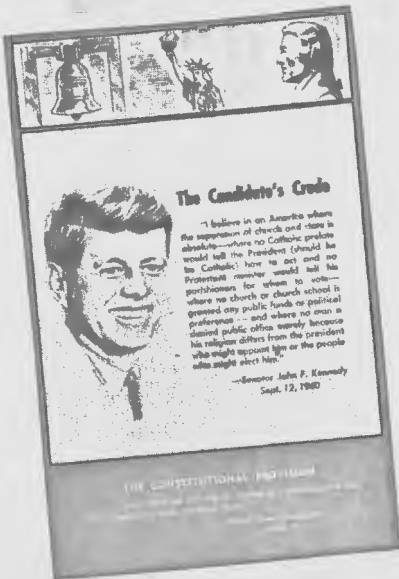 The Candidate's Credo
"I believe in an America where
the separation of church and state is
absolute—where no Catholic prelate
would tell the President (should he
be Catholic) how to act and no
Protestant minister would tell his
parishioners for whom to vote—
where no church or church school is
granted any public funds or political
preference — and where no man is
denied public office merely because
his religion differs from the president
who might appoint him or the people
who might elect him."
—Senator John F. Kennedy
Sept. 12, 1960
THE CONSTITUTIONAL PROVISION